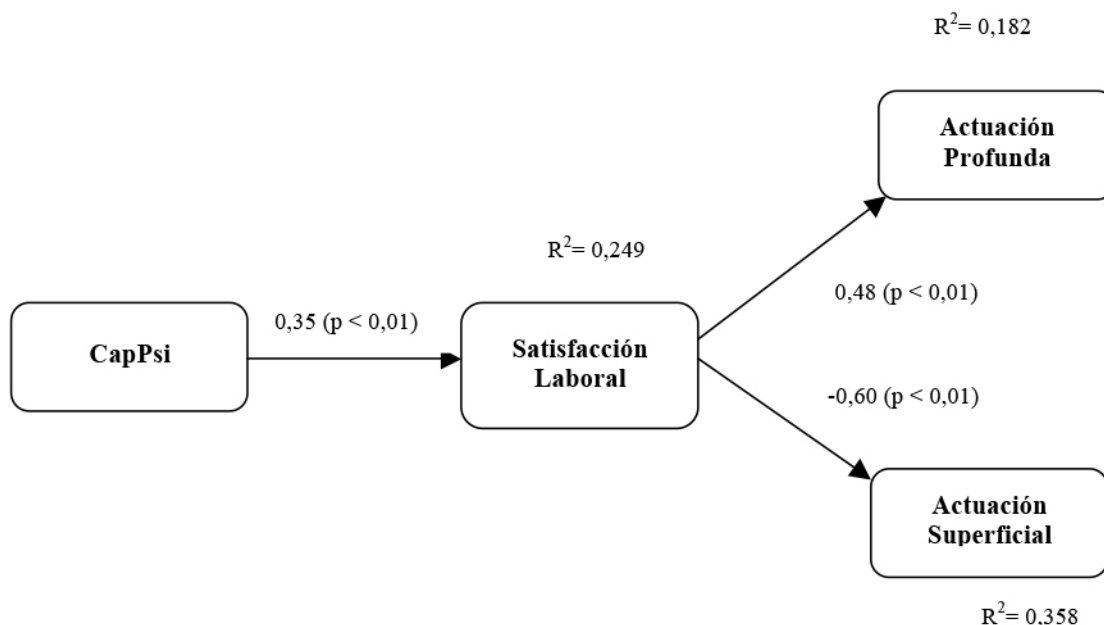 R²= 0,182
Actuación
Profunda
R²= 0,249
0,48 (p < 0,01)
0,35 (p < 0,01)
CapPsi
Satisfacción
Laboral
-0,60 (p < 0,01)
Actuación
Superficial
R²= 0,358